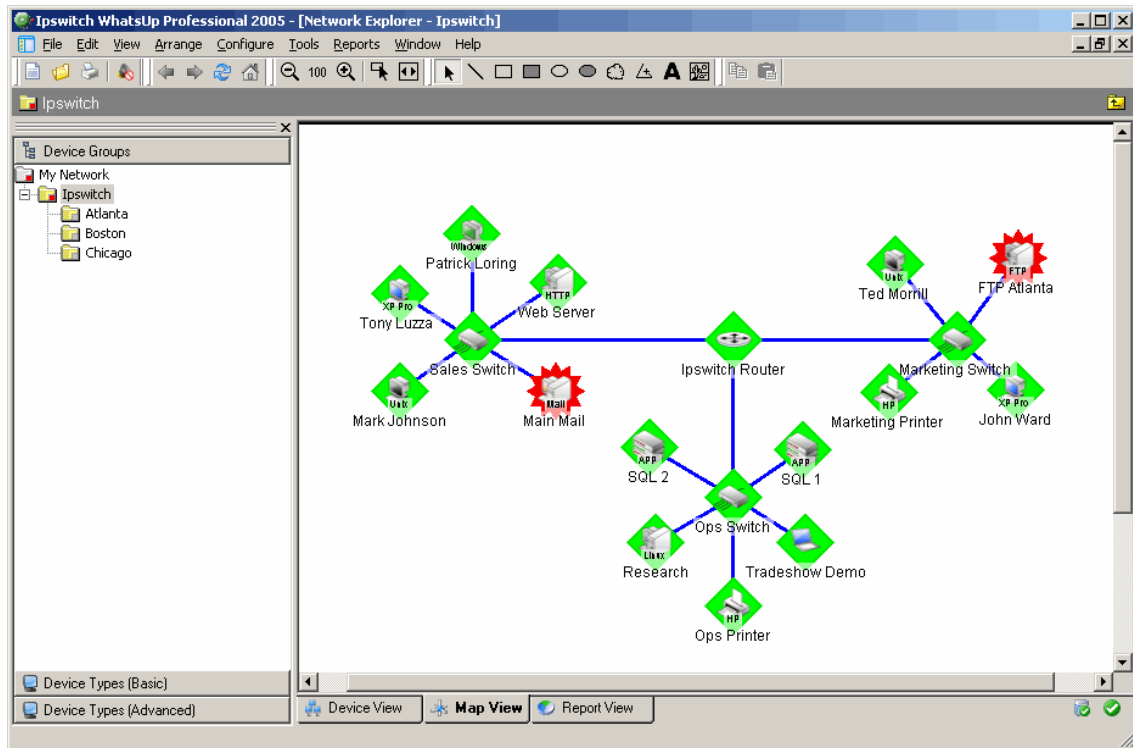 Ipswitch WhatsUp Professional 2005 - [Network Explorer - Ipswitch]
File Edit View Arrange Configure Tools Reports Window Help
100
A
Ipswitch
Device Groups
My Network
Ipswitch
Atlanta
Boston
Chicago
Windows
Patrick Loring
HTTP
Web Server
XP Pro
Tony Luzza
Sales Switch
Unix
Mark Johnson
Mail
Main Mail
Ipswitch Router
Unix
Ted Morrill
FTP
FTP Atlanta
Marketing Switch
HP
Marketing Printer
XP Pro
John Ward
APP
SQL 2
APP
SQL 1
Ops Switch
Linux
Research
Tradeshow Demo
HP
Ops Printer
Device Types (Basic)
Device Types (Advanced)
Device View Map View Report View